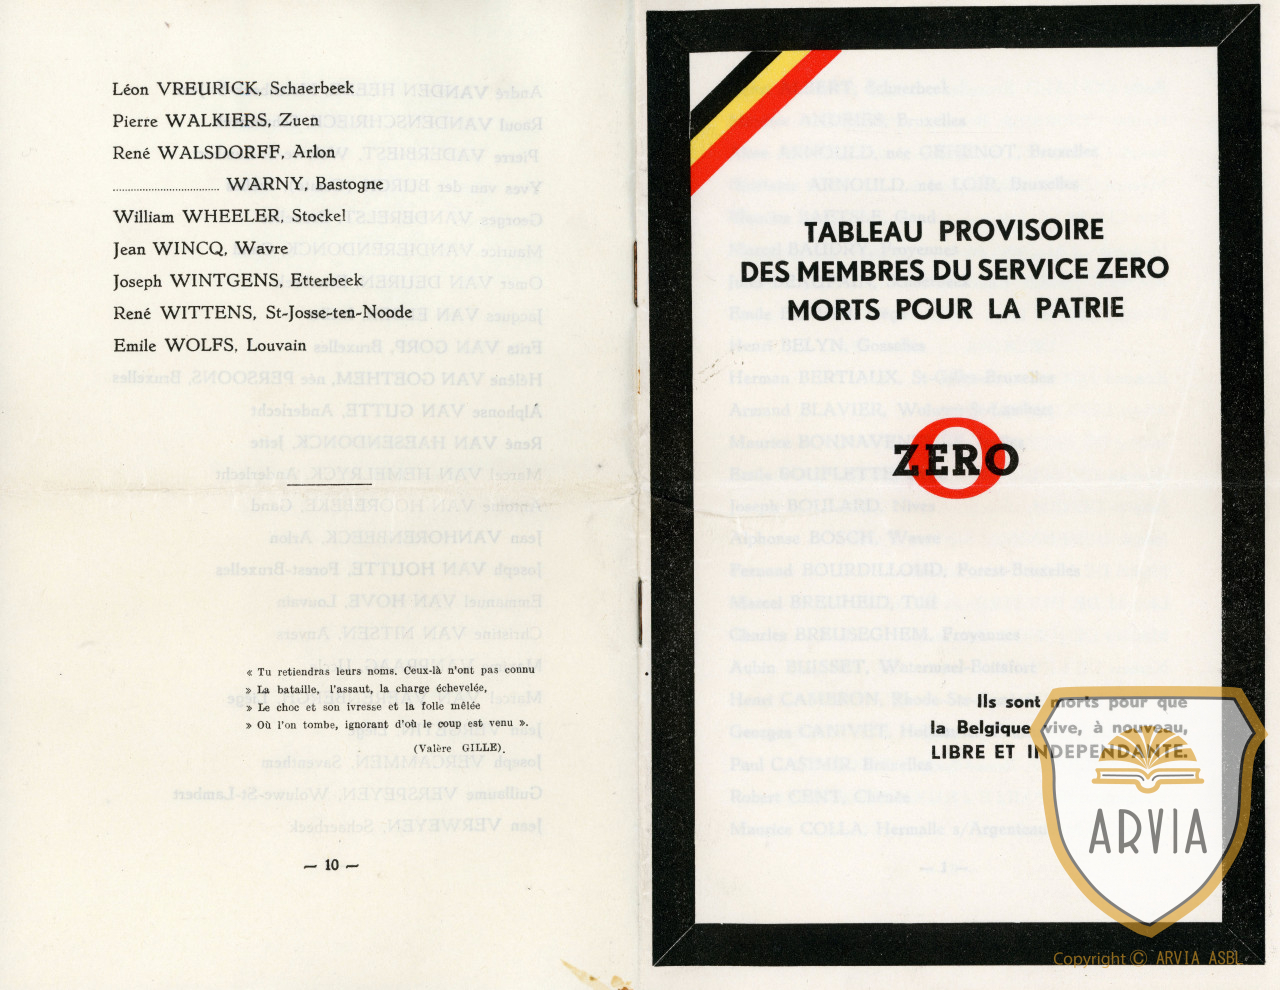 Léon VREURICK, Schaerbeek
Pierre WALKIERS, Zuen
René WALSDORFF, Arlon
WARNY, Bastogne
William WHEELER, Stockel
Jean WINCQ, Wavre
Joseph WINTGENS, Etterbeek
René WITTENS, St-Josse-ten-Noode
Emile WOLFS, Louvain
« Tu retiendras leurs noms. Ceux-là n'ont pas connu
» La bataille, l'assaut, la charge échevelée,
» Le choc et son ivresse et la folle mêlée
» Où l'on tombe, ignorant d'où le coup est venu ».
(Valère GILLE).
— 10 —
TABLEAU PROVISOIRE
DES MEMBRES DU SERVICE ZERO
MORTS POUR LA PATRIE
ZERO
Ils sont morts pour que
la Belgique vive, à nouveau,
LIBRE ET INDEPENDANTE.
ARVIA
Copyright © ARVIA ASBL